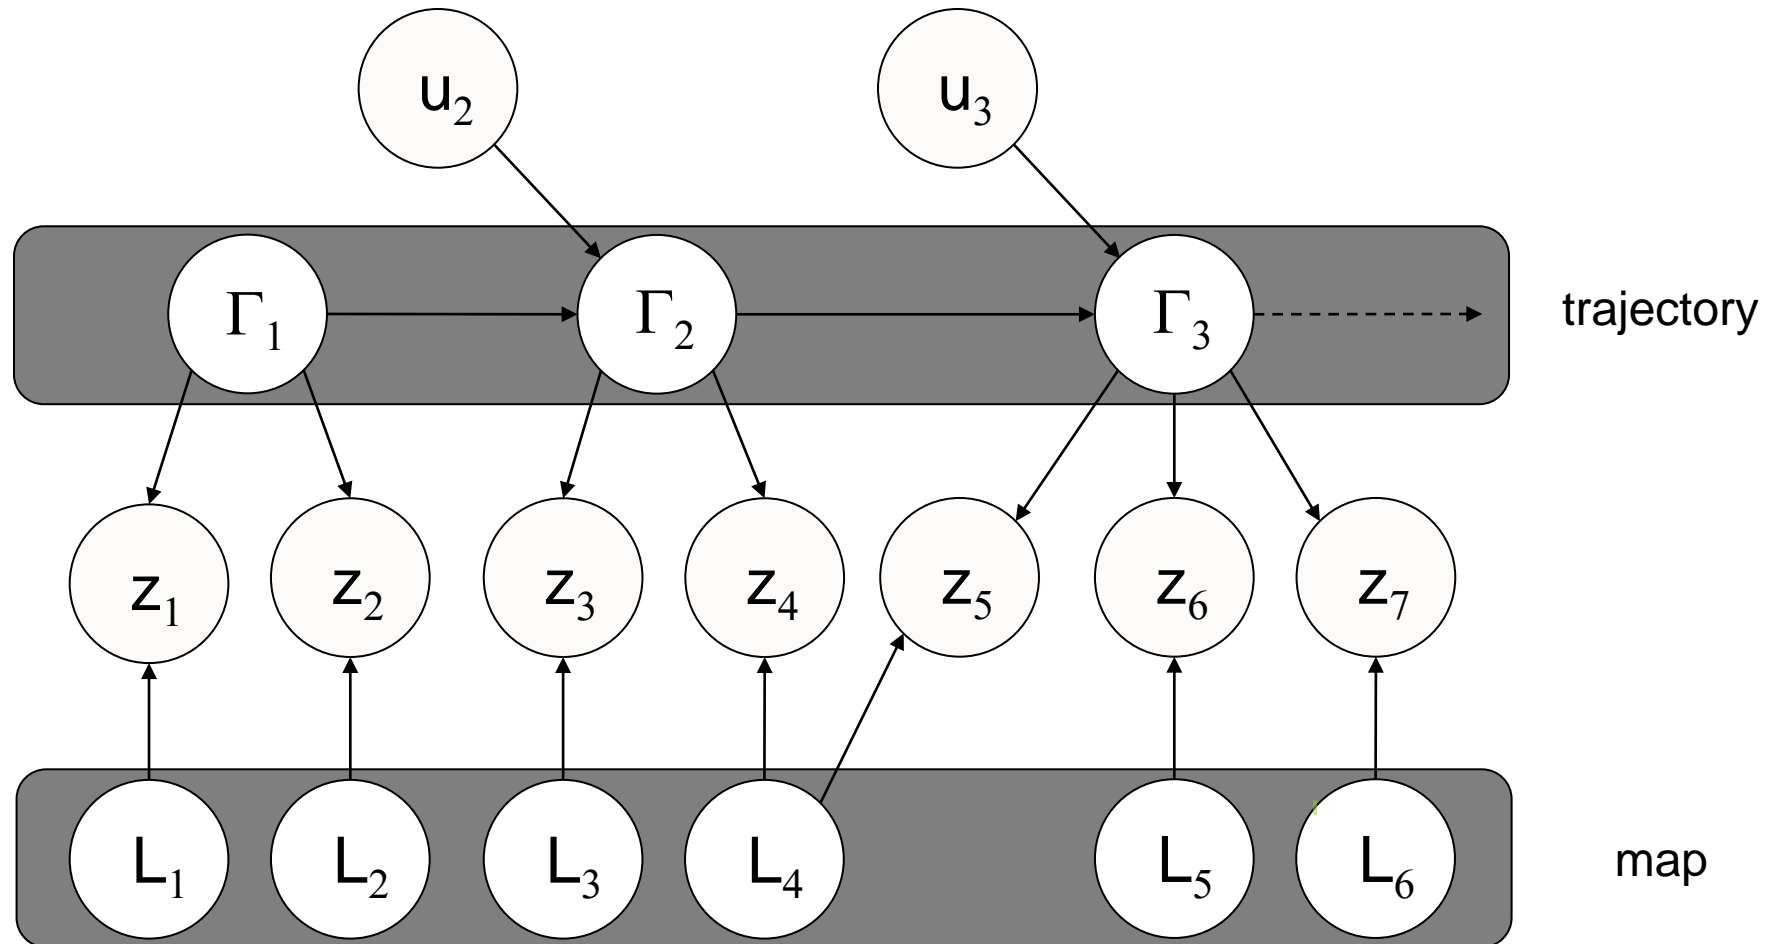 u₂ u₃
Γ₁ Γ₂ Γ₃ trajectory
z₁ z₂ z₃ z₄ z₅ z₆ z₇
L₁ L₂ L₃ L₄ L₅ L₆ map